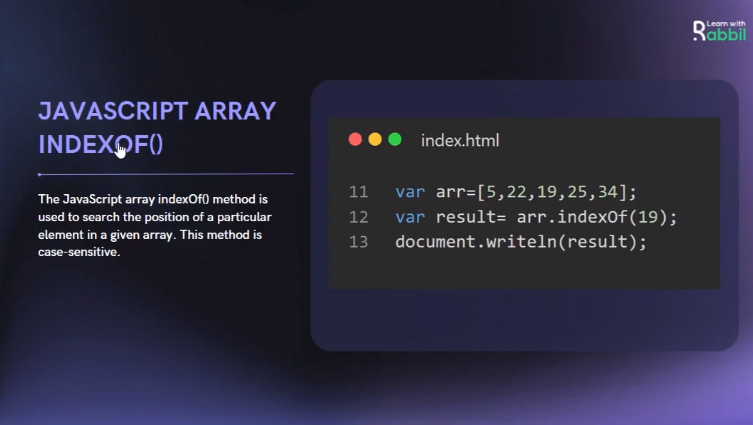 Learn with
Rabbil
JAVASCRIPT ARRAY
INDEXOF()
The JavaScript array indexOf() method is
used to search the position of a particular
element in a given array. This method is
case-sensitive.
index.html
11 var arr=[5,22,19,25,34];
12 var result= arr.indexOf(19);
13 document.writeln(result);